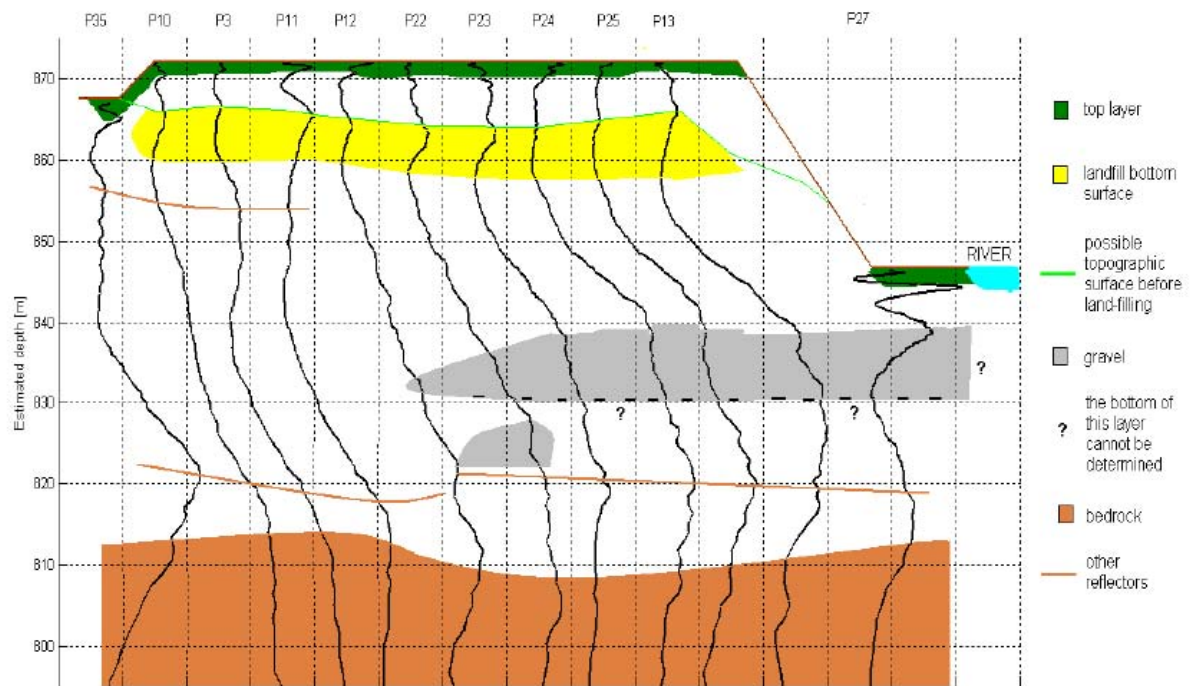 P35 P10 P3 P11 P12 P22 P23 P24 P25 P13 P27
870
860
850
840
830
820
810
800
Estimated depth [m]
RIVER
?
?
?
top layer
landfill bottom
surface
possible
topographic
surface before
land-filling
gravel
?
the bottom of
this layer
cannot be
determined
bedrock
other
reflectors